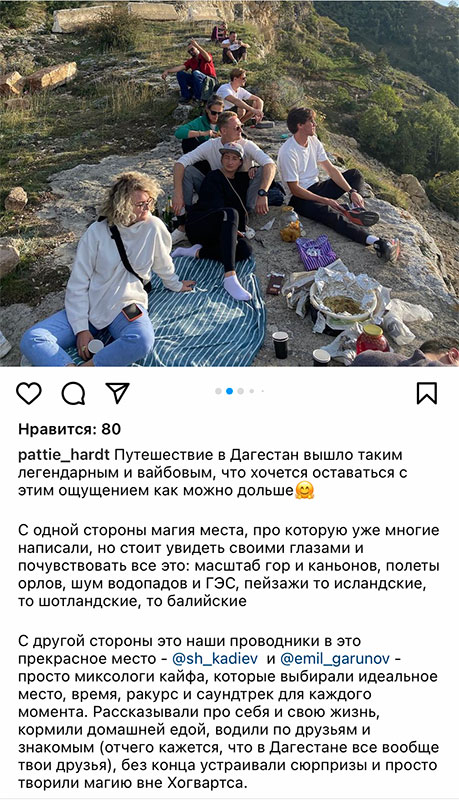 Нравится: 80
pattie_hardt Путешествие в Дагестан вышло таким
легендарным и вайбовым, что хочется оставаться с
этим ощущением как можно дольше🤗
С одной стороны магия места, про которую уже многие
написали, но стоит увидеть своими глазами и
почувствовать все это: масштаб гор и каньонов, полеты
орлов, шум водопадов и ГЭС, пейзажи то исландские,
то шотландские, то балийские
С другой стороны это наши проводники в это
прекрасное место - @sh_kadiev и @emil_garunov -
просто миксологи кайфа, которые выбирали идеальное
место, время, ракурс и саундтрек для каждого
момента. Рассказывали про себя и свою жизнь,
кормили домашней едой, водили по друзьям и
знакомым (отчего кажется, что в Дагестане все вообще
твои друзья), без конца устраивали сюрпризы и просто
творили магию вне Хогвартса.